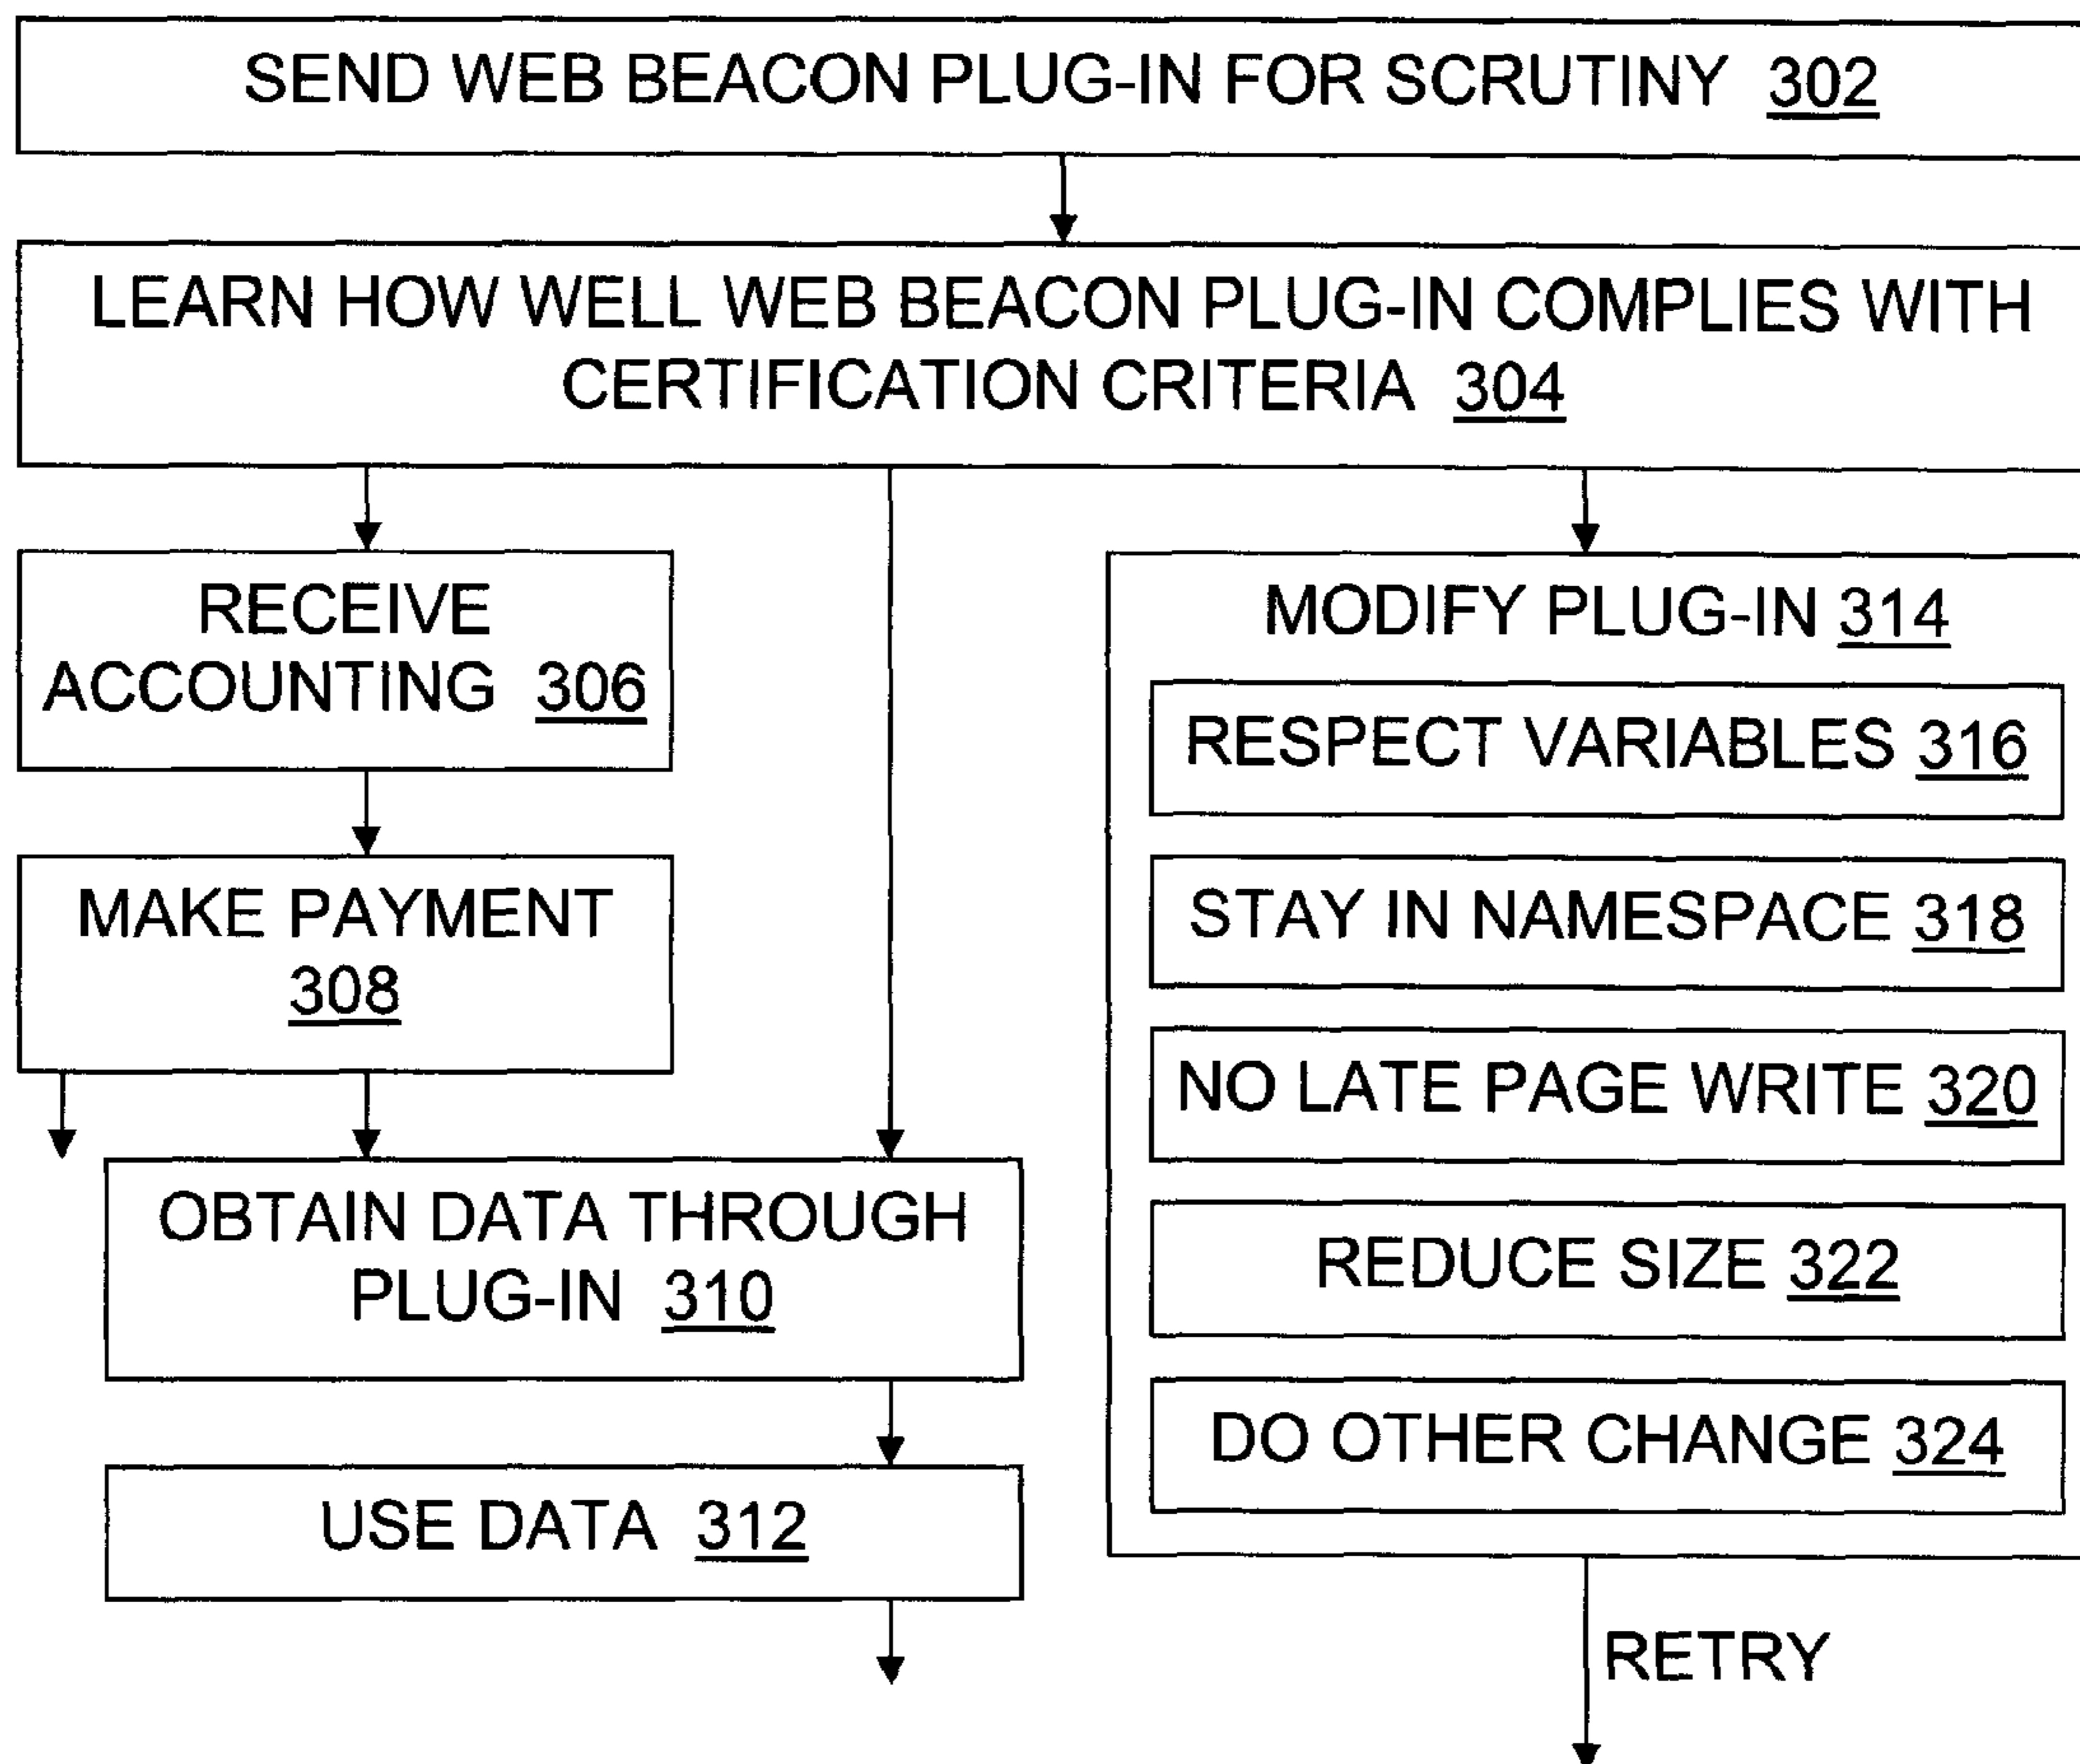 SEND WEB BEACON PLUG-IN FOR SCRUTINY 302
LEARN HOW WELL WEB BEACON PLUG-IN COMPLIES WITH
CERTIFICATION CRITERIA 304
RECEIVE
ACCOUNTING 306
MAKE PAYMENT
308
OBTAIN DATA THROUGH
PLUG-IN 310
USE DATA 312
MODIFY PLUG-IN 314
RESPECT VARIABLES 316
STAY IN NAMESPACE 318
NO LATE PAGE WRITE 320
REDUCE SIZE 322
DO OTHER CHANGE 324
RETRY